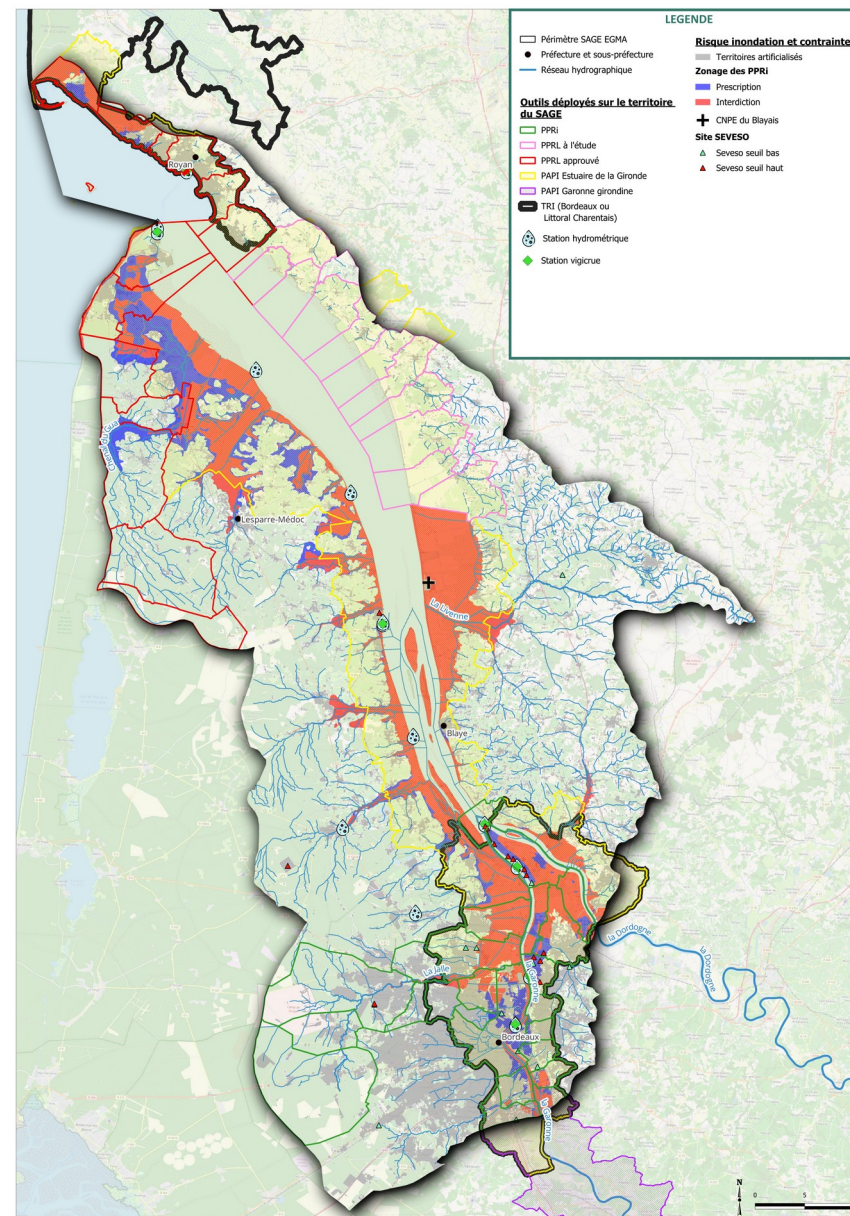 LEGENDE
Périmètre SAGE EGMA
Préfecture et sous-préfecture
Réseau hydrographique
Outils déployés sur le territoire
du SAGE
PPRi
PPRL à l'étude
PPRL approuvé
PAPI Estuaire de la Gironde
PAPI Garonne girondine
TRI (Bordeaux ou
Littoral Charentais)
Station hydrométrique
Station vigicrue
Risque inondation et contrainte
Territoires artificialisés
Zonage des PPRi
Prescription
Interdiction
CNPE du Blayais
Site SEVESO
Seveso seuil bas
Seveso seuil haut
Royan
Chenal du Gua
Lesparre-Médoc
La Livenne
Blaye
la Dordogne
la Dordogne
La Jalle
la Garonne
Bordeaux
la Garonne
N
0 5